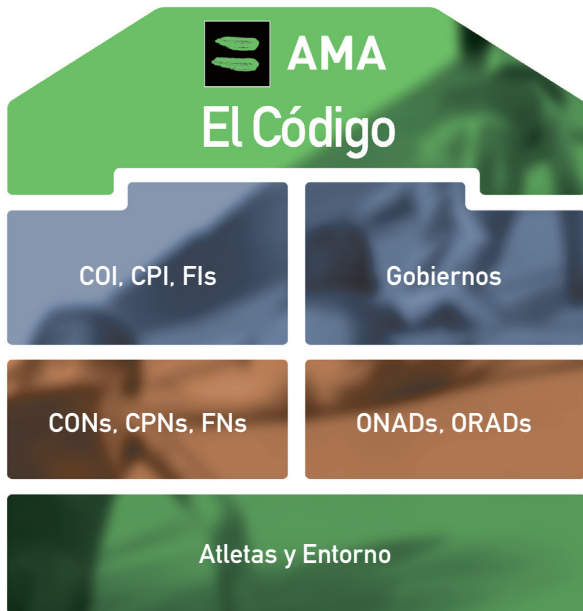 AMA
El Código
COI, CPI, FIs
Gobiernos
CONs, CPNs, FNs
ONADs, ORADs
Atletas y Entorno